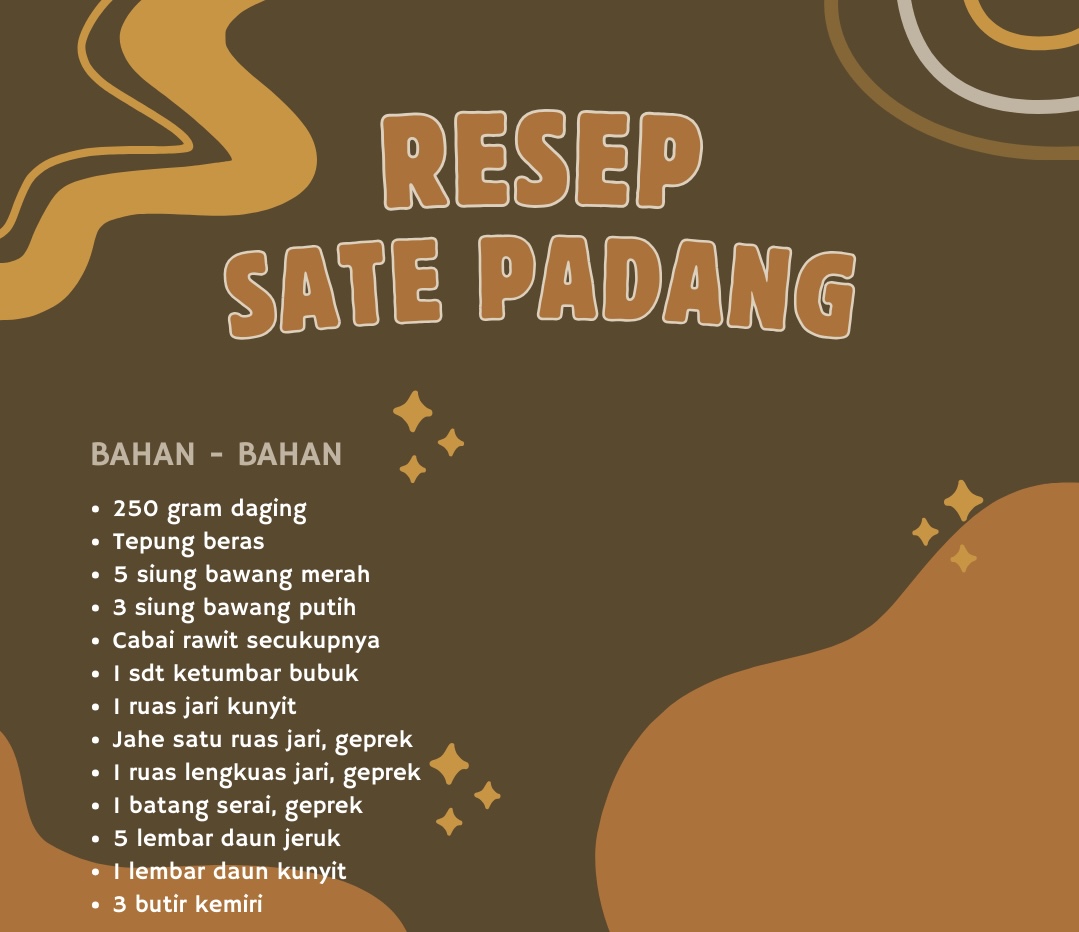 RESEP
SATE PADANG
BAHAN - BAHAN
• 250 gram daging
• Tepung beras
• 5 siung bawang merah
• 3 siung bawang putih
• Cabai rawit secukupnya
• 1 sdt ketumbar bubuk
• 1 ruas jari kunyit
• Jahe satu ruas jari, geprek
• 1 ruas lengkuas jari, geprek
• 1 batang serai, geprek
• 5 lembar daun jeruk
• 1 lembar daun kunyit
• 3 butir kemiri